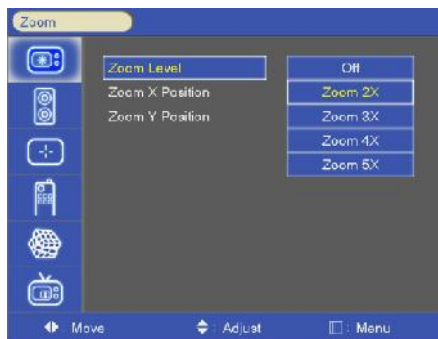 Zoom
Zoom Level
Off
Zoom X Position
Zoom 2X
Zoom Y Position
Zoom 3X
Zoom 4X
Zoom 5X
Move : Adjust : Menu